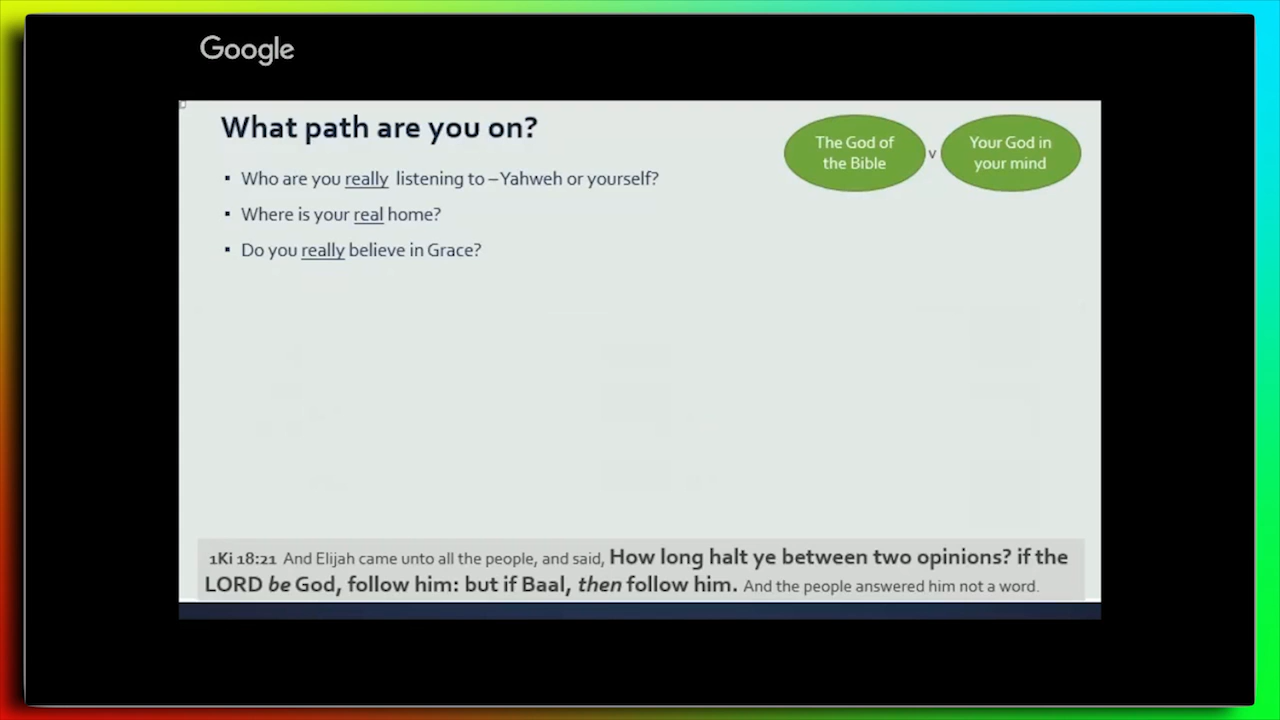 Google
What path are you on?
The God of
the Bible
v
Your God in
your mind
▪ Who are you really listening to – Yahweh or yourself?
▪ Where is your real home?
▪ Do you really believe in Grace?
1Ki 18:21 And Elijah came unto all the people, and said, How long halt ye between two opinions? if the
LORD be God, follow him: but if Baal, then follow him. And the people answered him not a word.